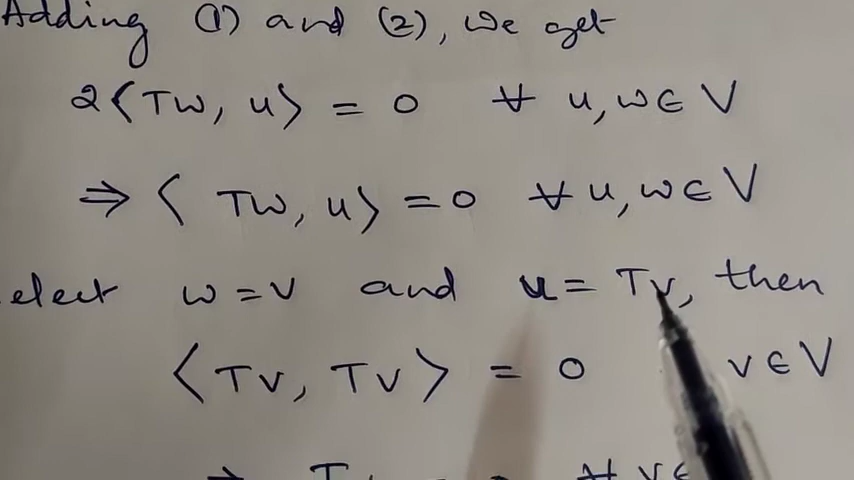 Adding (1) and (2), we get
2⟨Tw, u⟩ = 0 ∀ u, w ∈ V
⇒ ⟨Tw, u⟩ = 0 ∀ u, w ∈ V
elect w = v and u = Tv, then
⟨Tv, Tv⟩ = 0 v ∈ V
⇒ ∀ v ∈